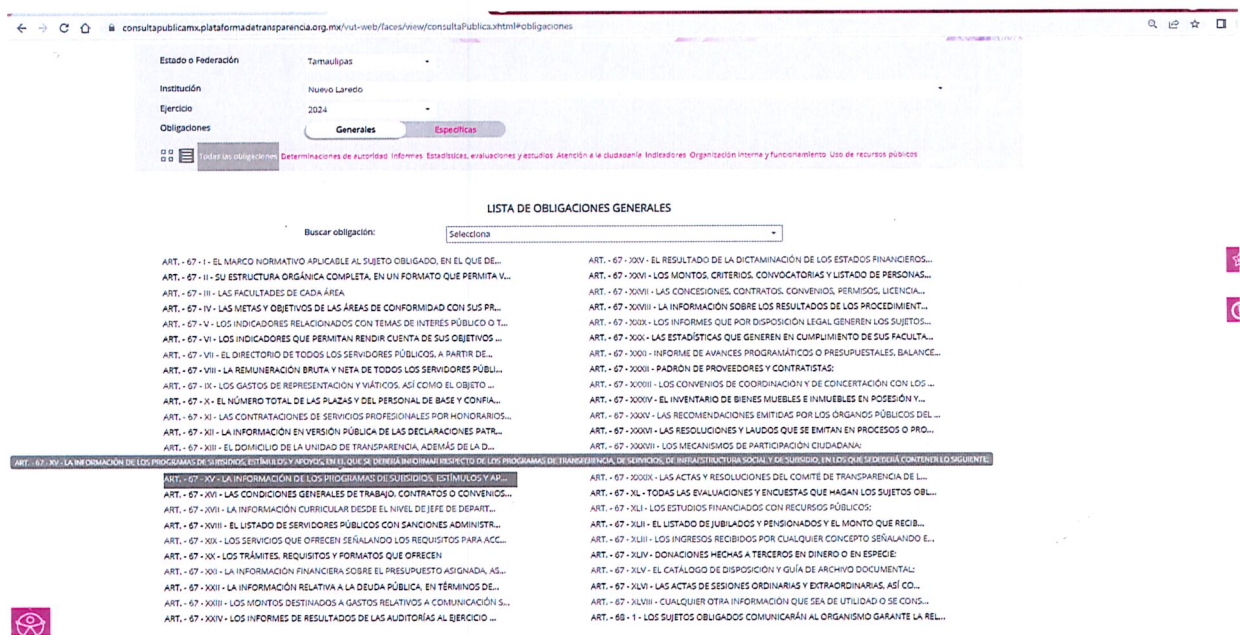 consultapublicamx.plataformadetransparencia.org.mx/vut-web/faces/view/consultaPublica.xhtml#obligaciones
Estado o Federación Tamaulipas
Institución Nuevo Laredo
Ejercicio 2024
Obligaciones Generales Específicas
Todas las obligaciones Determinaciones de autoridad Informes Estadísticas, evaluaciones y estudios Atención a la ciudadanía Indicadores Organización interna y funcionamiento Uso de recursos públicos
LISTA DE OBLIGACIONES GENERALES
Buscar obligación: Selecciona
ART. - 67 - I - EL MARCO NORMATIVO APLICABLE AL SUJETO OBLIGADO, EN EL QUE DE...
ART. - 67 - II - SU ESTRUCTURA ORGÁNICA COMPLETA, EN UN FORMATO QUE PERMITA V...
ART. - 67 - III - LAS FACULTADES DE CADA ÁREA
ART. - 67 - IV - LAS METAS Y OBJETIVOS DE LAS ÁREAS DE CONFORMIDAD CON SUS PR...
ART. - 67 - V - LOS INDICADORES RELACIONADOS CON TEMAS DE INTERÉS PÚBLICO O T...
ART. - 67 - VI - LOS INDICADORES QUE PERMITAN RENDIR CUENTA DE SUS OBJETIVOS ...
ART. - 67 - VII - EL DIRECTORIO DE TODOS LOS SERVIDORES PÚBLICOS, A PARTIR DE...
ART. - 67 - VIII - LA REMUNERACIÓN BRUTA Y NETA DE TODOS LOS SERVIDORES PÚBLI...
ART. - 67 - IX - LOS GASTOS DE REPRESENTACIÓN Y VIÁTICOS, ASÍ COMO EL OBJETO ...
ART. - 67 - X - EL NÚMERO TOTAL DE LAS PLAZAS Y DEL PERSONAL DE BASE Y CONFIA...
ART. - 67 - XI - LAS CONTRATACIONES DE SERVICIOS PROFESIONALES POR HONORARIOS...
ART. - 67 - XII - LA INFORMACIÓN EN VERSIÓN PÚBLICA DE LAS DECLARACIONES PATR...
ART. - 67 - XIII - EL DOMICILIO DE LA UNIDAD DE TRANSPARENCIA, ADEMÁS DE LA D...
ART. - 67 - XV - LA INFORMACIÓN DE LOS PROGRAMAS DE SUBSIDIOS, ESTÍMULOS Y APOYOS, EN EL QUE SE DEBERÁ INFORMAR RESPECTO DE LOS PROGRAMAS DE TRANSFERENCIA, DE SERVICIOS, DE INFRAESTRUCTURA SOCIAL Y DE SUBSIDIO, EN LOS QUE SEDEBERÁ CONTENER LO SIGUIENTE:
ART. - 67 - XV - LA INFORMACIÓN DE LOS PROGRAMAS DE SUBSIDIOS, ESTÍMULOS Y AP...
ART. - 67 - XVI - LAS CONDICIONES GENERALES DE TRABAJO, CONTRATOS O CONVENIOS...
ART. - 67 - XVII - LA INFORMACIÓN CURRICULAR DESDE EL NIVEL DE JEFE DE DEPART...
ART. - 67 - XVIII - EL LISTADO DE SERVIDORES PÚBLICOS CON SANCIONES ADMINISTR...
ART. - 67 - XIX - LOS SERVICIOS QUE OFRECEN SEÑALANDO LOS REQUISITOS PARA ACC...
ART. - 67 - XX - LOS TRÁMITES, REQUISITOS Y FORMATOS QUE OFRECEN
ART. - 67 - XXI - LA INFORMACIÓN FINANCIERA SOBRE EL PRESUPUESTO ASIGNADA, AS...
ART. - 67 - XXII - LA INFORMACIÓN RELATIVA A LA DEUDA PÚBLICA, EN TÉRMINOS DE...
ART. - 67 - XXIII - LOS MONTOS DESTINADOS A GASTOS RELATIVOS A COMUNICACIÓN S...
ART. - 67 - XXIV - LOS INFORMES DE RESULTADOS DE LAS AUDITORÍAS AL EJERCICIO ...
ART. - 67 - XXV - EL RESULTADO DE LA DICTAMINACIÓN DE LOS ESTADOS FINANCIEROS...
ART. - 67 - XXVI - LOS MONTOS, CRITERIOS, CONVOCATORIAS Y LISTADO DE PERSONAS...
ART. - 67 - XXVII - LAS CONCESIONES, CONTRATOS, CONVENIOS, PERMISOS, LICENCIA...
ART. - 67 - XXVIII - LA INFORMACIÓN SOBRE LOS RESULTADOS DE LOS PROCEDIMIENT...
ART. - 67 - XXIX - LOS INFORMES QUE POR DISPOSICIÓN LEGAL GENEREN LOS SUJETOS...
ART. - 67 - XXX - LAS ESTADÍSTICAS QUE GENEREN EN CUMPLIMIENTO DE SUS FACULTA...
ART. - 67 - XXXI - INFORME DE AVANCES PROGRAMÁTICOS O PRESUPUESTALES, BALANCE...
ART. - 67 - XXXII - PADRÓN DE PROVEEDORES Y CONTRATISTAS:
ART. - 67 - XXXIII - LOS CONVENIOS DE COORDINACIÓN Y DE CONCERTACIÓN CON LOS ...
ART. - 67 - XXXIV - EL INVENTARIO DE BIENES MUEBLES E INMUEBLES EN POSESIÓN Y...
ART. - 67 - XXXV - LAS RECOMENDACIONES EMITIDAS POR LOS ÓRGANOS PÚBLICOS DEL ...
ART. - 67 - XXXVI - LAS RESOLUCIONES Y LAUDOS QUE SE EMITAN EN PROCESOS O PRO...
ART. - 67 - XXXVII - LOS MECANISMOS DE PARTICIPACIÓN CIUDADANA:
ART. - 67 - XXXIX - LAS ACTAS Y RESOLUCIONES DEL COMITÉ DE TRANSPARENCIA DE L...
ART. - 67 - XL - TODAS LAS EVALUACIONES Y ENCUESTAS QUE HAGAN LOS SUJETOS OBL...
ART. - 67 - XLI - LOS ESTUDIOS FINANCIADOS CON RECURSOS PÚBLICOS:
ART. - 67 - XLII - EL LISTADO DE JUBILADOS Y PENSIONADOS Y EL MONTO QUE RECIB...
ART. - 67 - XLIII - LOS INGRESOS RECIBIDOS POR CUALQUIER CONCEPTO SEÑALANDO E...
ART. - 67 - XLIV - DONACIONES HECHAS A TERCEROS EN DINERO O EN ESPECIE:
ART. - 67 - XLV - EL CATÁLOGO DE DISPOSICIÓN Y GUÍA DE ARCHIVO DOCUMENTAL:
ART. - 67 - XLVI - LAS ACTAS DE SESIONES ORDINARIAS Y EXTRAORDINARIAS, ASÍ CO...
ART. - 67 - XLVIII - CUALQUIER OTRA INFORMACIÓN QUE SEA DE UTILIDAD O SE CONS...
ART. - 68 - 1 - LOS SUJETOS OBLIGADOS COMUNICARÁN AL ORGANISMO GARANTE LA REL...